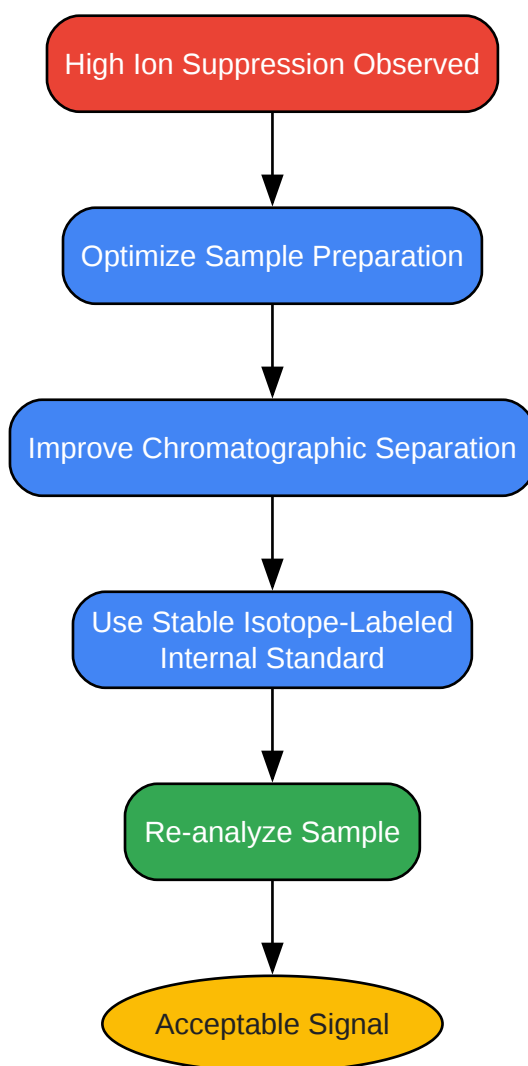 High Ion Suppression Observed
Optimize Sample Preparation
Improve Chromatographic Separation
Use Stable Isotope-Labeled
Internal Standard
Re-analyze Sample
Acceptable Signal